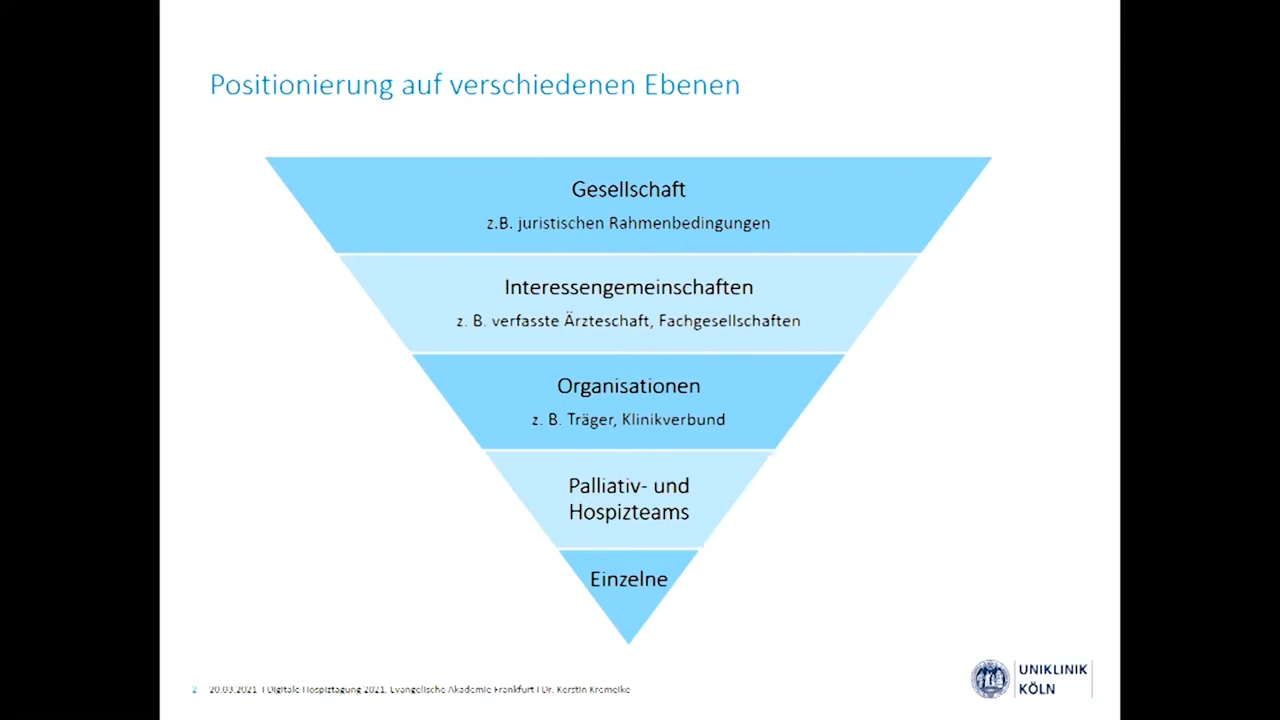 Positionierung auf verschiedenen Ebenen
Gesellschaft
z.B. juristischen Rahmenbedingungen
Interessengemeinschaften
z. B. verfasste Ärzteschaft, Fachgesellschaften
Organisationen
z. B. Träger, Klinikverbund
Palliativ- und
Hospizteams
Einzelne
2 20.03.2021 I Digitale Hospiztagung 2021, Evangelische Akademie Frankfurt I Dr. Kerstin Kremeike
UNIKLINIK
KÖLN